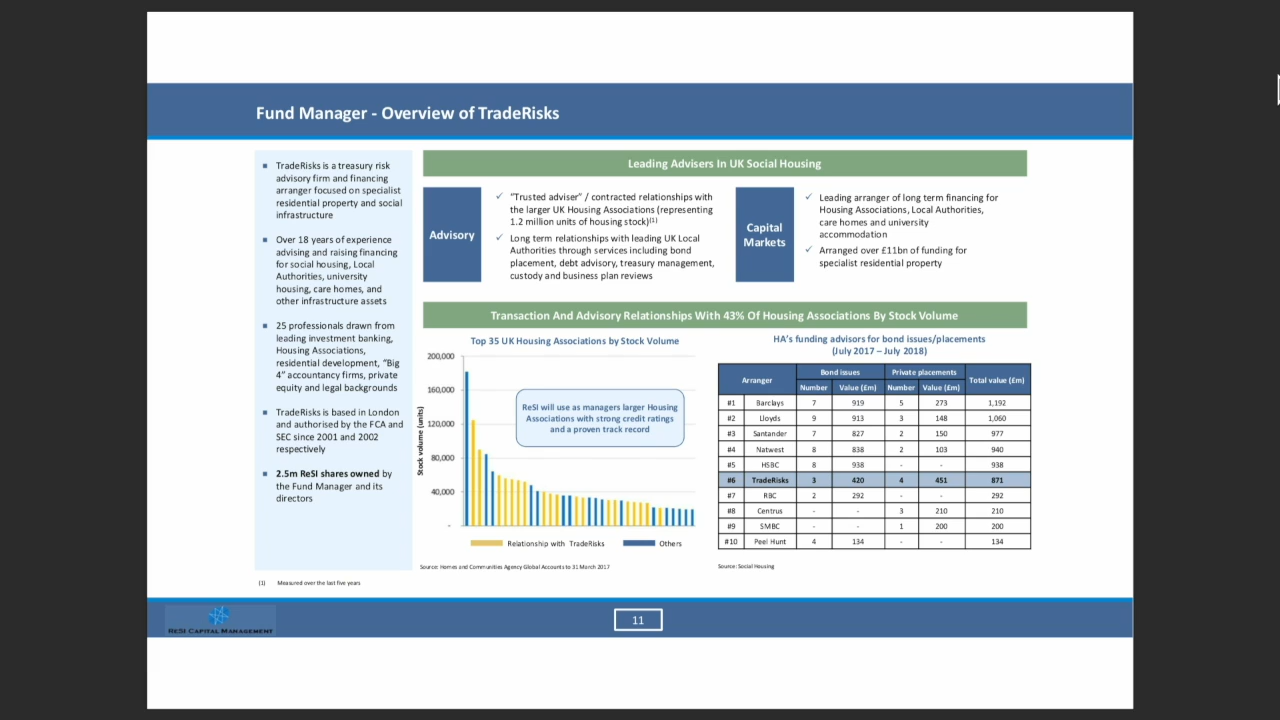 Fund Manager - Overview of TradeRisks
TradeRisks is a treasury risk
advisory firm and financing
arranger focused on specialist
residential property and social
infrastructure
Over 18 years of experience
advising and raising financing
for social housing, Local
Authorities, university
housing, care homes, and
other infrastructure assets
25 professionals drawn from
leading investment banking,
Housing Associations,
residential development, "Big
4" accountancy firms, private
equity and legal backgrounds
TradeRisks is based in London
and authorised by the FCA and
SEC since 2001 and 2002
respectively
2.5m ReSI shares owned by
the Fund Manager and its
directors
Leading Advisers In UK Social Housing
Advisory
✓ "Trusted adviser" / contracted relationships with
the larger UK Housing Associations (representing
1.2 million units of housing stock)(1)
✓ Long term relationships with leading UK Local
Authorities through services including bond
placement, debt advisory, treasury management,
custody and business plan reviews
Capital
Markets
✓ Leading arranger of long term financing for
Housing Associations, Local Authorities,
care homes and university
accommodation
✓ Arranged over £11bn of funding for
specialist residential property
Transaction And Advisory Relationships With 43% Of Housing Associations By Stock Volume
Top 35 UK Housing Associations by Stock Volume
Stock volume (units)
200,000
160,000
120,000
80,000
40,000
-
ReSI will use as managers larger Housing
Associations with strong credit ratings
and a proven track record
Relationship with TradeRisks Others
Source: Homes and Communities Agency Global Accounts to 31 March 2017
HA's funding advisors for bond issues/placements
(July 2017 – July 2018)
Arranger Bond issues Private placements Total value (£m)
Number Value (£m) Number Value (£m)
#1 Barclays 7 919 5 273 1,192
#2 Lloyds 9 913 3 148 1,060
#3 Santander 7 827 2 150 977
#4 Natwest 8 838 2 103 940
#5 HSBC 8 938 - - 938
#6 TradeRisks 3 420 4 451 871
#7 RBC 2 292 - - 292
#8 Centrus - - 3 210 210
#9 SMBC - - 1 200 200
#10 Peel Hunt 4 134 - - 134
Source: Social Housing
(1) Measured over the last five years
RESI CAPITAL MANAGEMENT
11